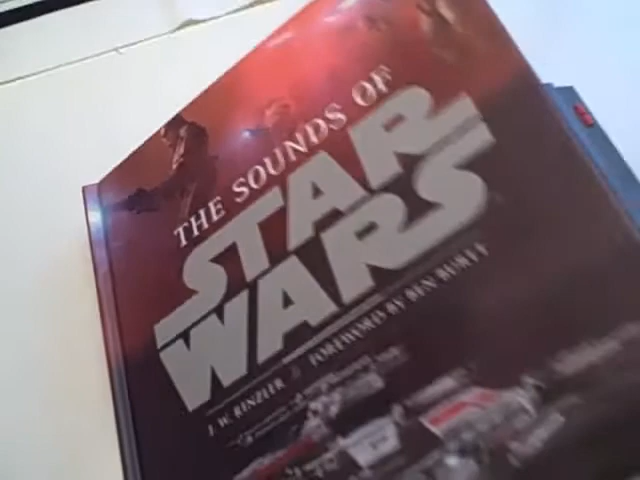 THE SOUNDS OF
STAR
WARS
J. W. RINZLER & FOREWORD BY BEN BURTT